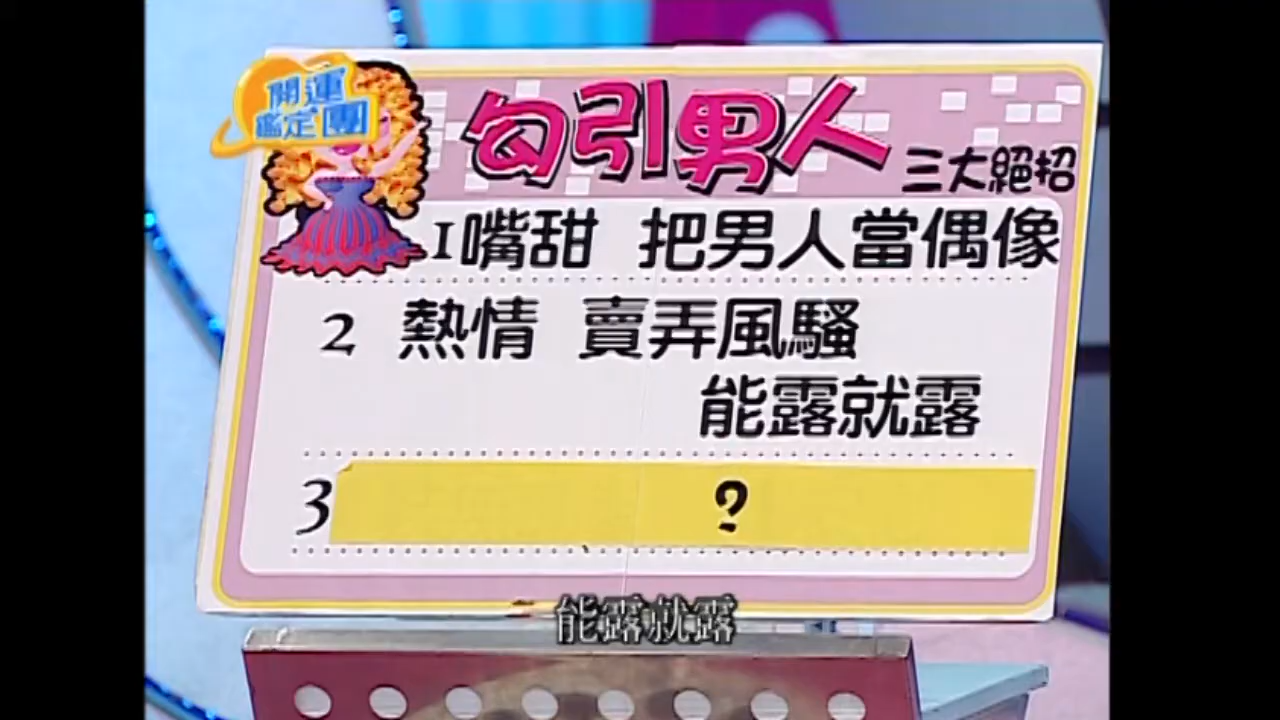 開運
鑑定團
勾引男人 三大絕招
1 嘴甜 把男人當偶像
2 熱情 賣弄風騷
能露就露
3 ?
能露就露